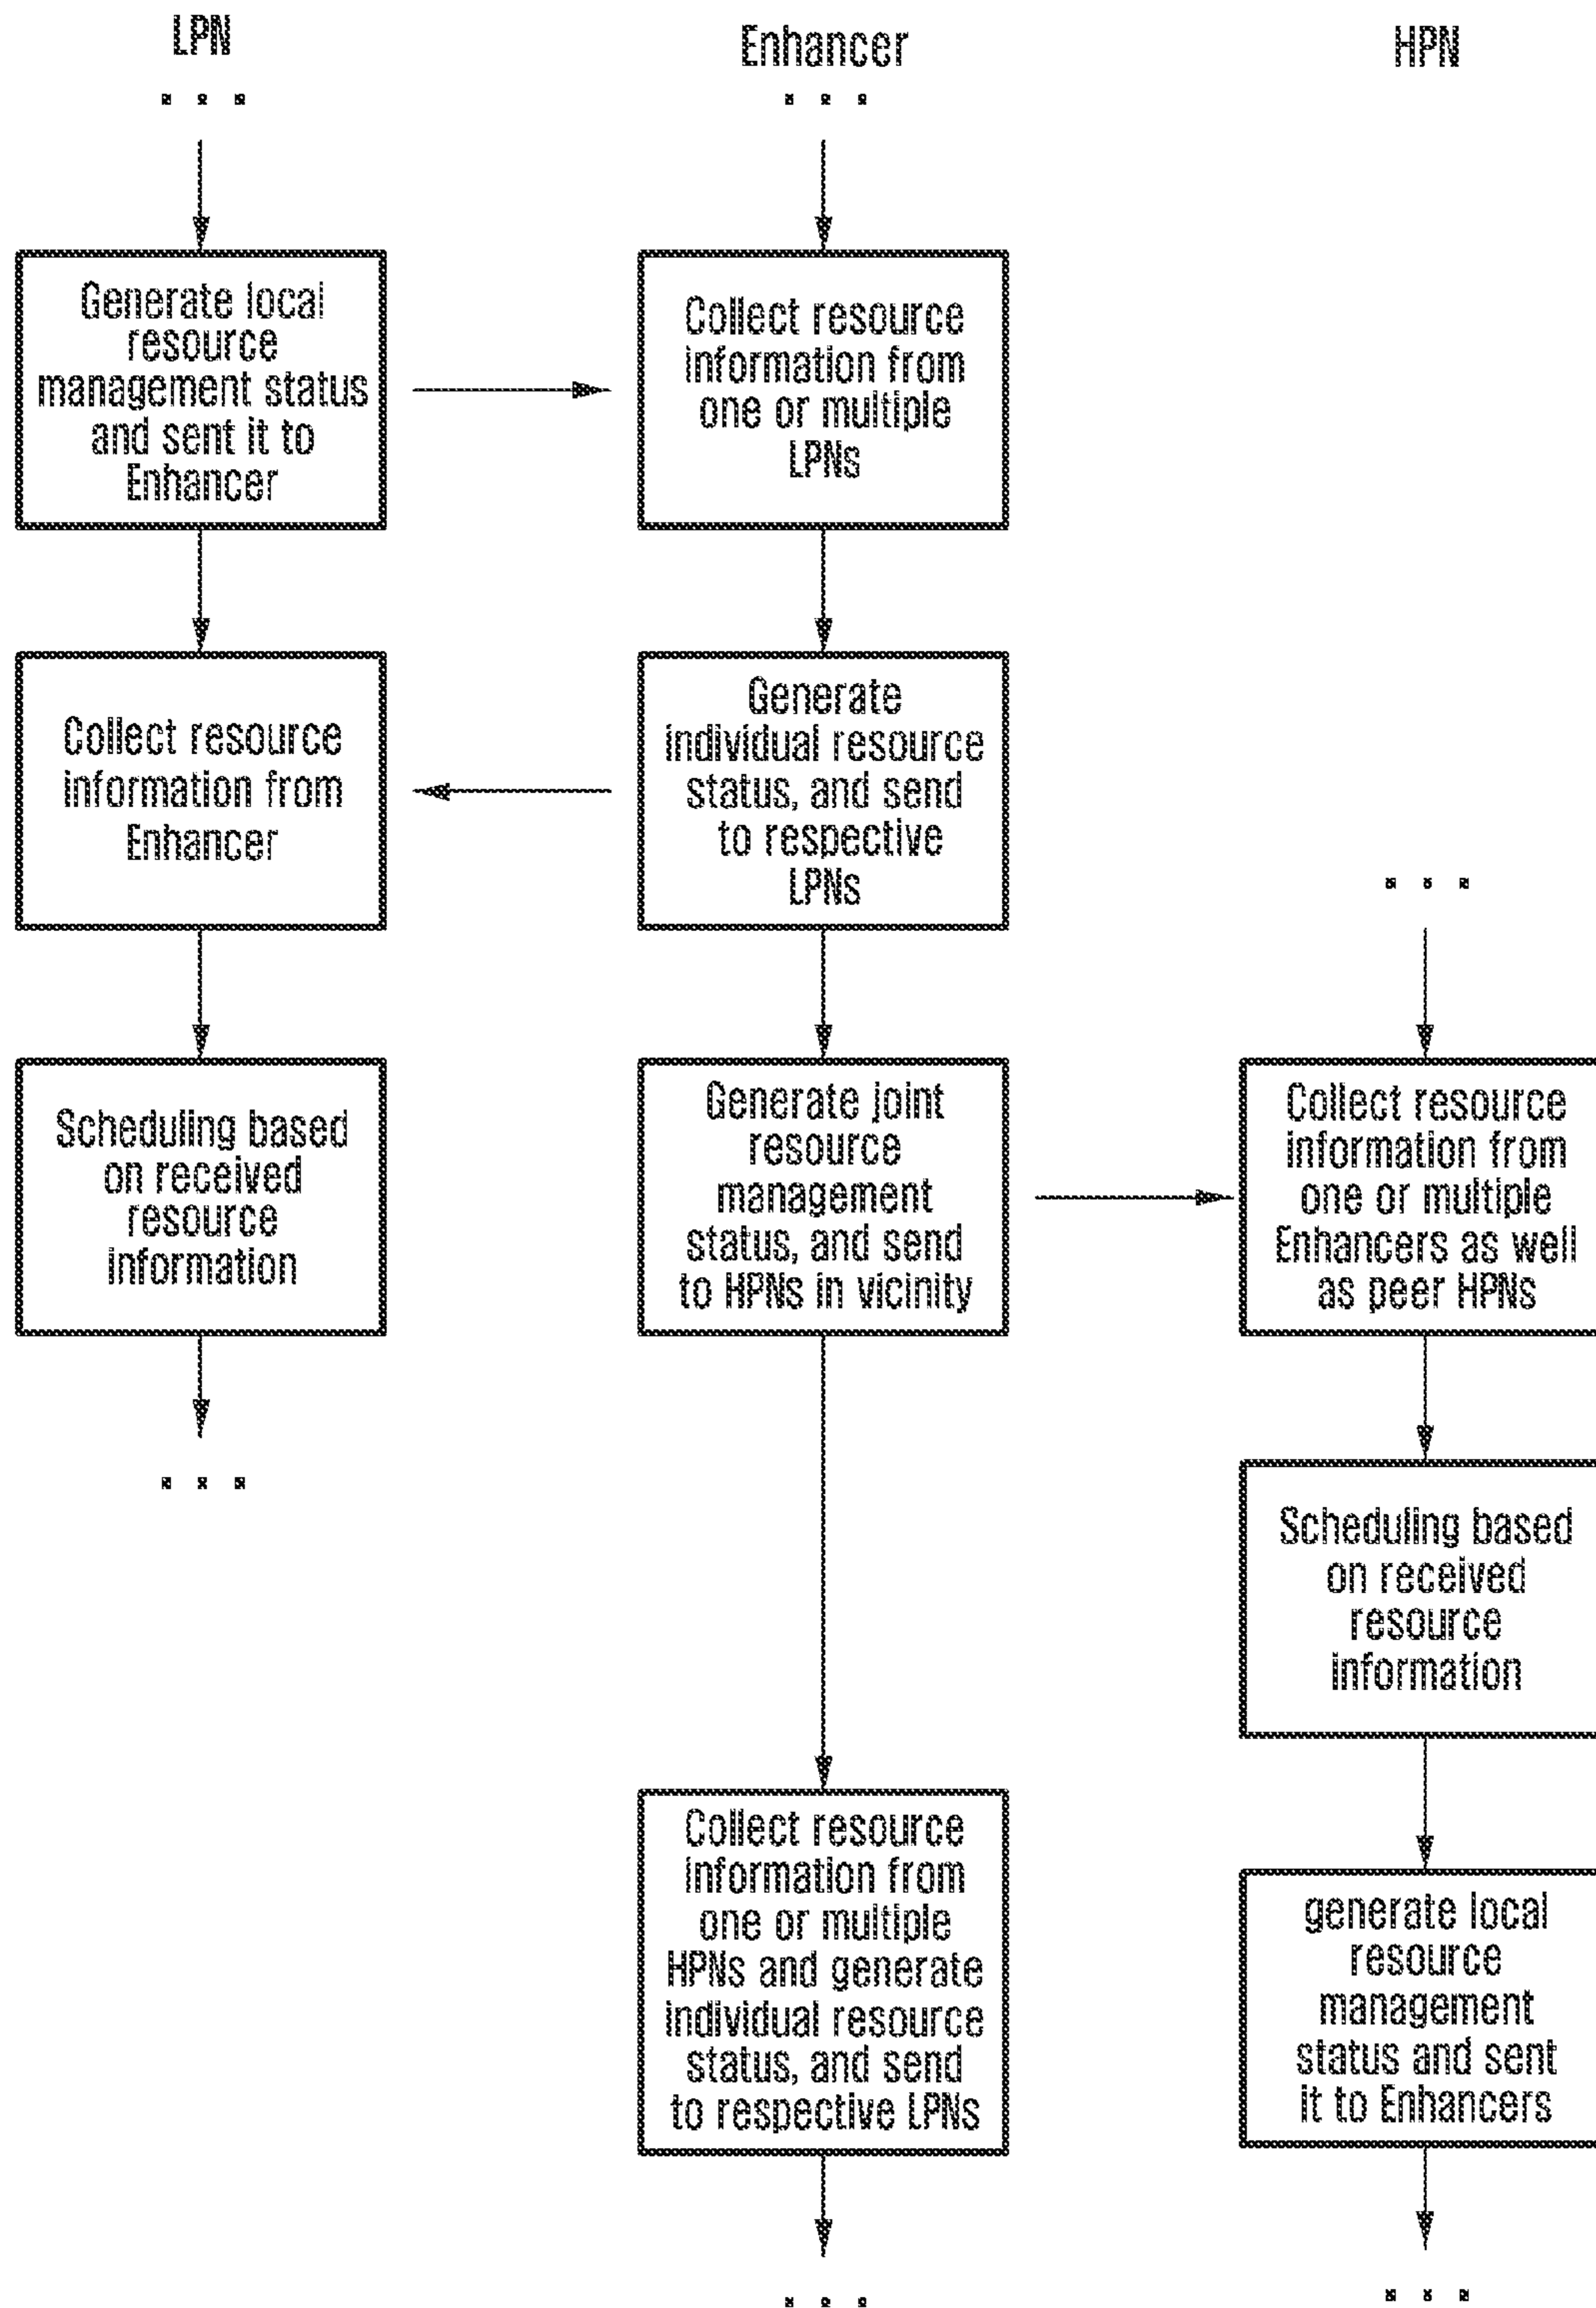 LPN
Enhancer
HPN
. . .
. . .
Generate local
resource
management status
and sent it to
Enhancer
Collect resource
information from
one or multiple
LPNs
Collect resource
information from
Enhancer
Generate
individual resource
status, and send
to respective
LPNs
. . .
Scheduling based
on received
resource
information
Generate joint
resource
management
status, and send
to HPNs in vicinity
Collect resource
information from
one or multiple
Enhancers as well
as peer HPNs
. . .
Scheduling based
on received
resource
information
Collect resource
information from
one or multiple
HPNs and generate
individual resource
status, and send
to respective LPNs
generate local
resource
management
status and sent
it to Enhancers
. . .
. . .